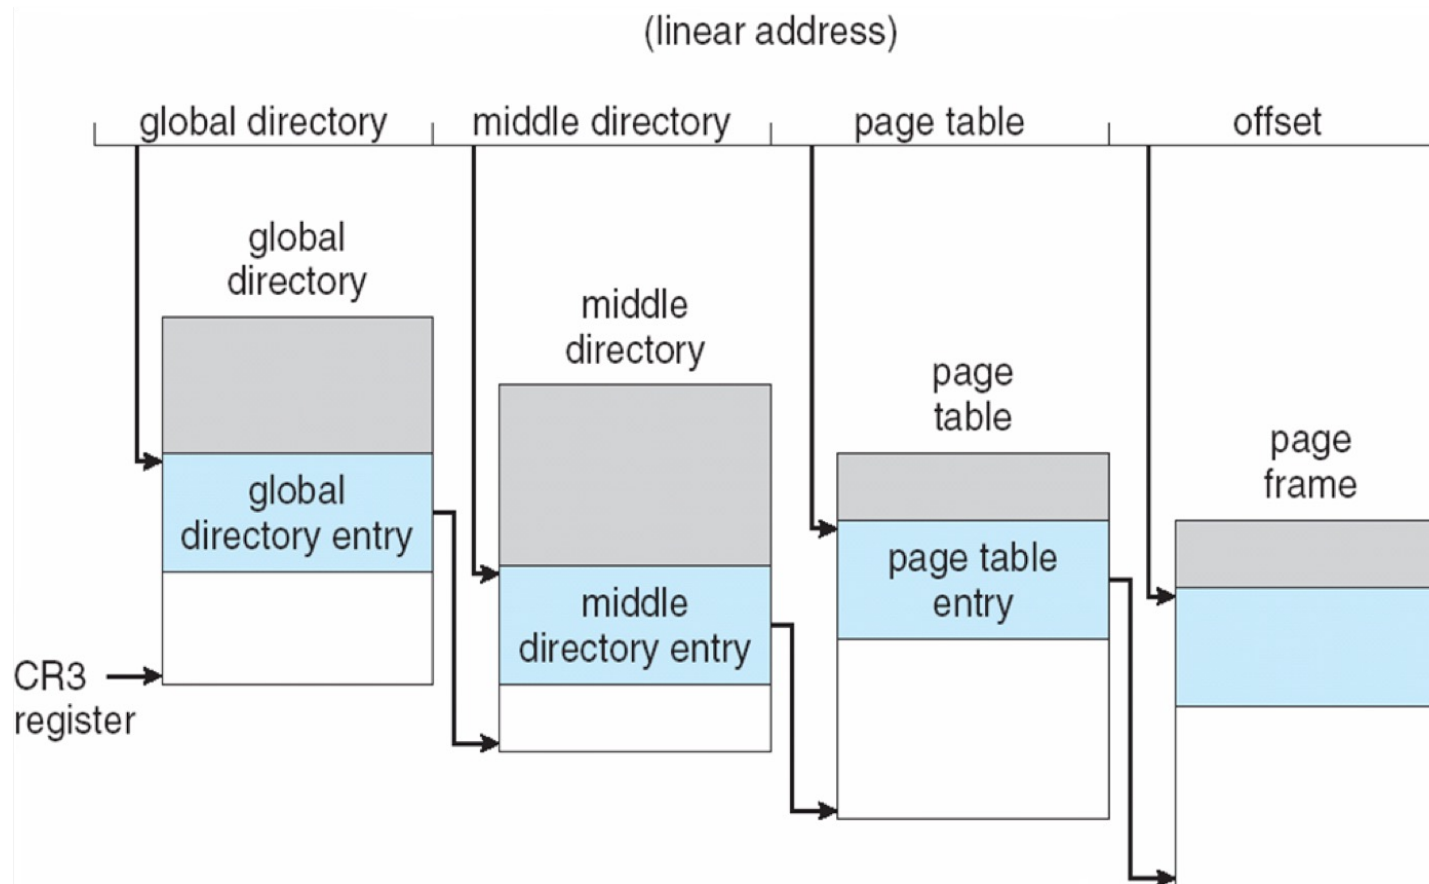 (linear address)
global directory
middle directory
page table
offset
global
directory
middle
directory
page
table
page
frame
global
directory entry
middle
directory entry
page table
entry
CR3
register